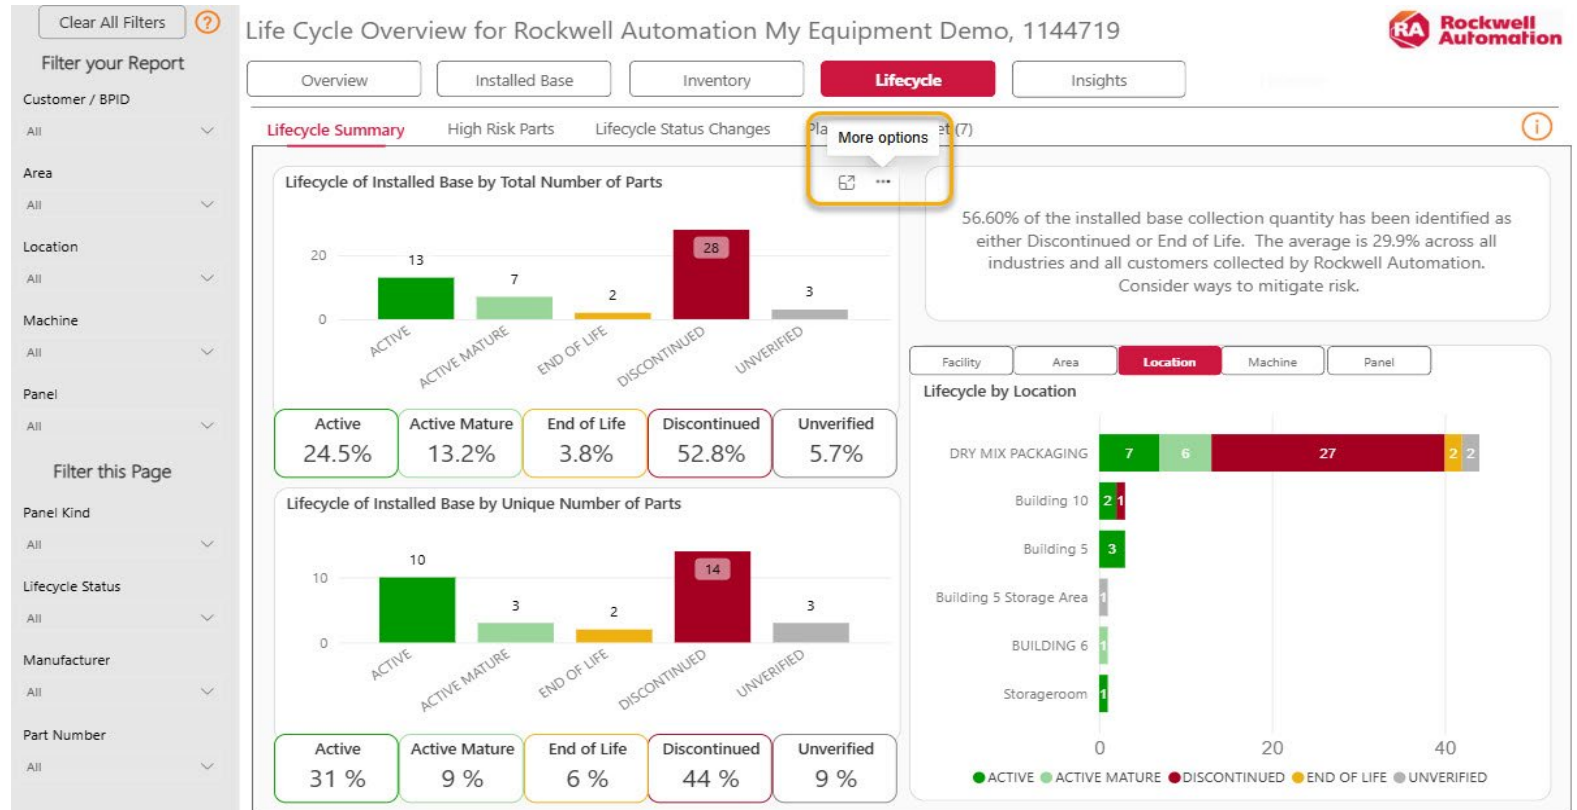 Clear All Filters
?
Life Cycle Overview for Rockwell Automation My Equipment Demo, 1144719
RA
Rockwell
Automation
Filter your Report
Overview
Installed Base
Inventory
Lifecycle
Insights
Customer / BPID
All
Area
All
Location
All
Machine
All
Panel
All
Filter this Page
Panel Kind
All
Lifecycle Status
All
Manufacturer
All
Part Number
All
Lifecycle Summary
High Risk Parts
Lifecycle Status Changes
Pla
et (7)
More options
i
Lifecycle of Installed Base by Total Number of Parts
20
0
13
7
2
28
3
ACTIVE
ACTIVE MATURE
END OF LIFE
DISCONTINUED
UNVERIFIED
Active
24.5%
Active Mature
13.2%
End of Life
3.8%
Discontinued
52.8%
Unverified
5.7%
Lifecycle of Installed Base by Unique Number of Parts
10
0
10
3
2
14
3
ACTIVE
ACTIVE MATURE
END OF LIFE
DISCONTINUED
UNVERIFIED
Active
31 %
Active Mature
9 %
End of Life
6 %
Discontinued
44 %
Unverified
9 %
56.60% of the installed base collection quantity has been identified as
either Discontinued or End of Life. The average is 29.9% across all
industries and all customers collected by Rockwell Automation.
Consider ways to mitigate risk.
Facility
Area
Location
Machine
Panel
Lifecycle by Location
DRY MIX PACKAGING 7 6 27 2 2
Building 10 2 1
Building 5 3
Building 5 Storage Area 1
BUILDING 6 1
Storageroom 1
0 20 40
ACTIVE ACTIVE MATURE DISCONTINUED END OF LIFE UNVERIFIED